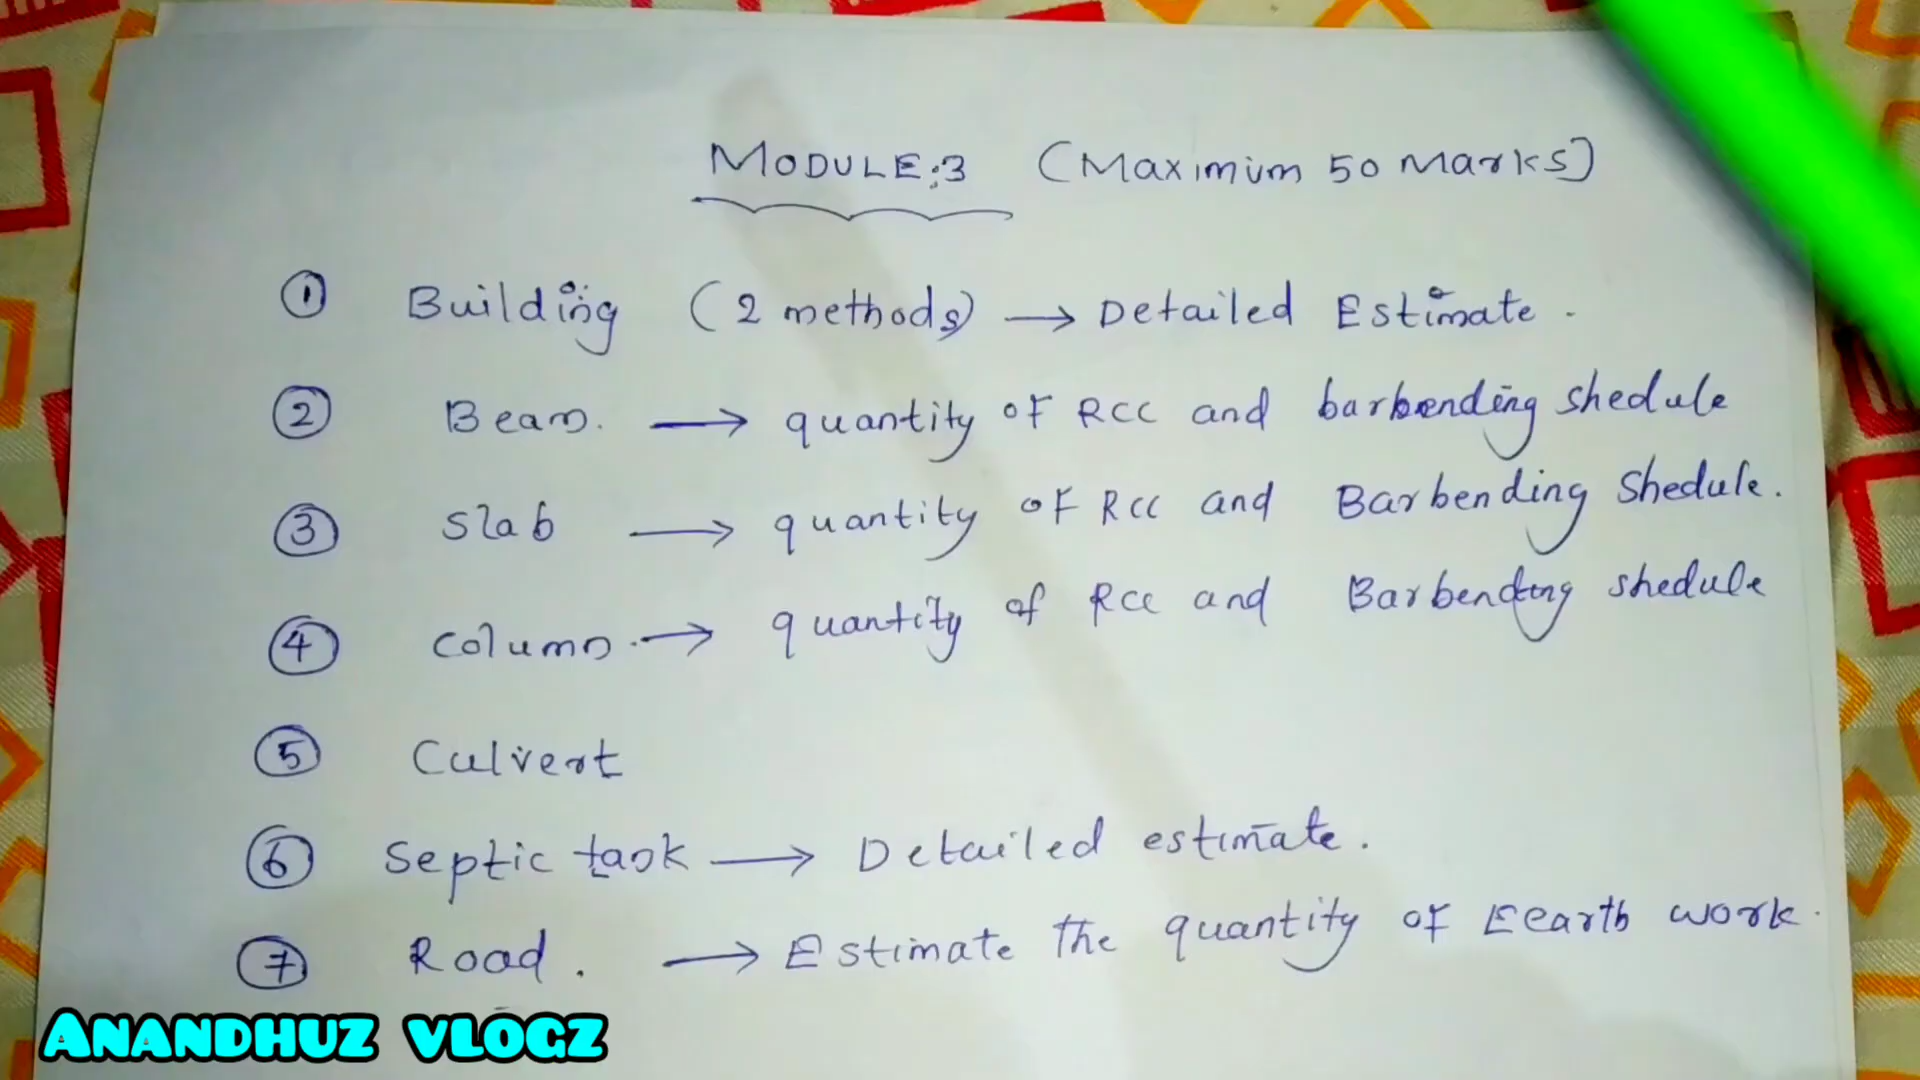 MODULE:3 (Maximum 50 Marks)
1 Building (2 methods) → Detailed Estimate.
2 Beam. → quantity of RCC and barbending shedule
3 Slab → quantity of RCC and Barbending Shedule.
4 Column. → quantity of RCC and Barbending shedule
5 Culvert
6 Septic tank → Detailed estimate.
7 Road. → Estimate the quantity of Eearth work.
ANANDHUZ VLOGZ